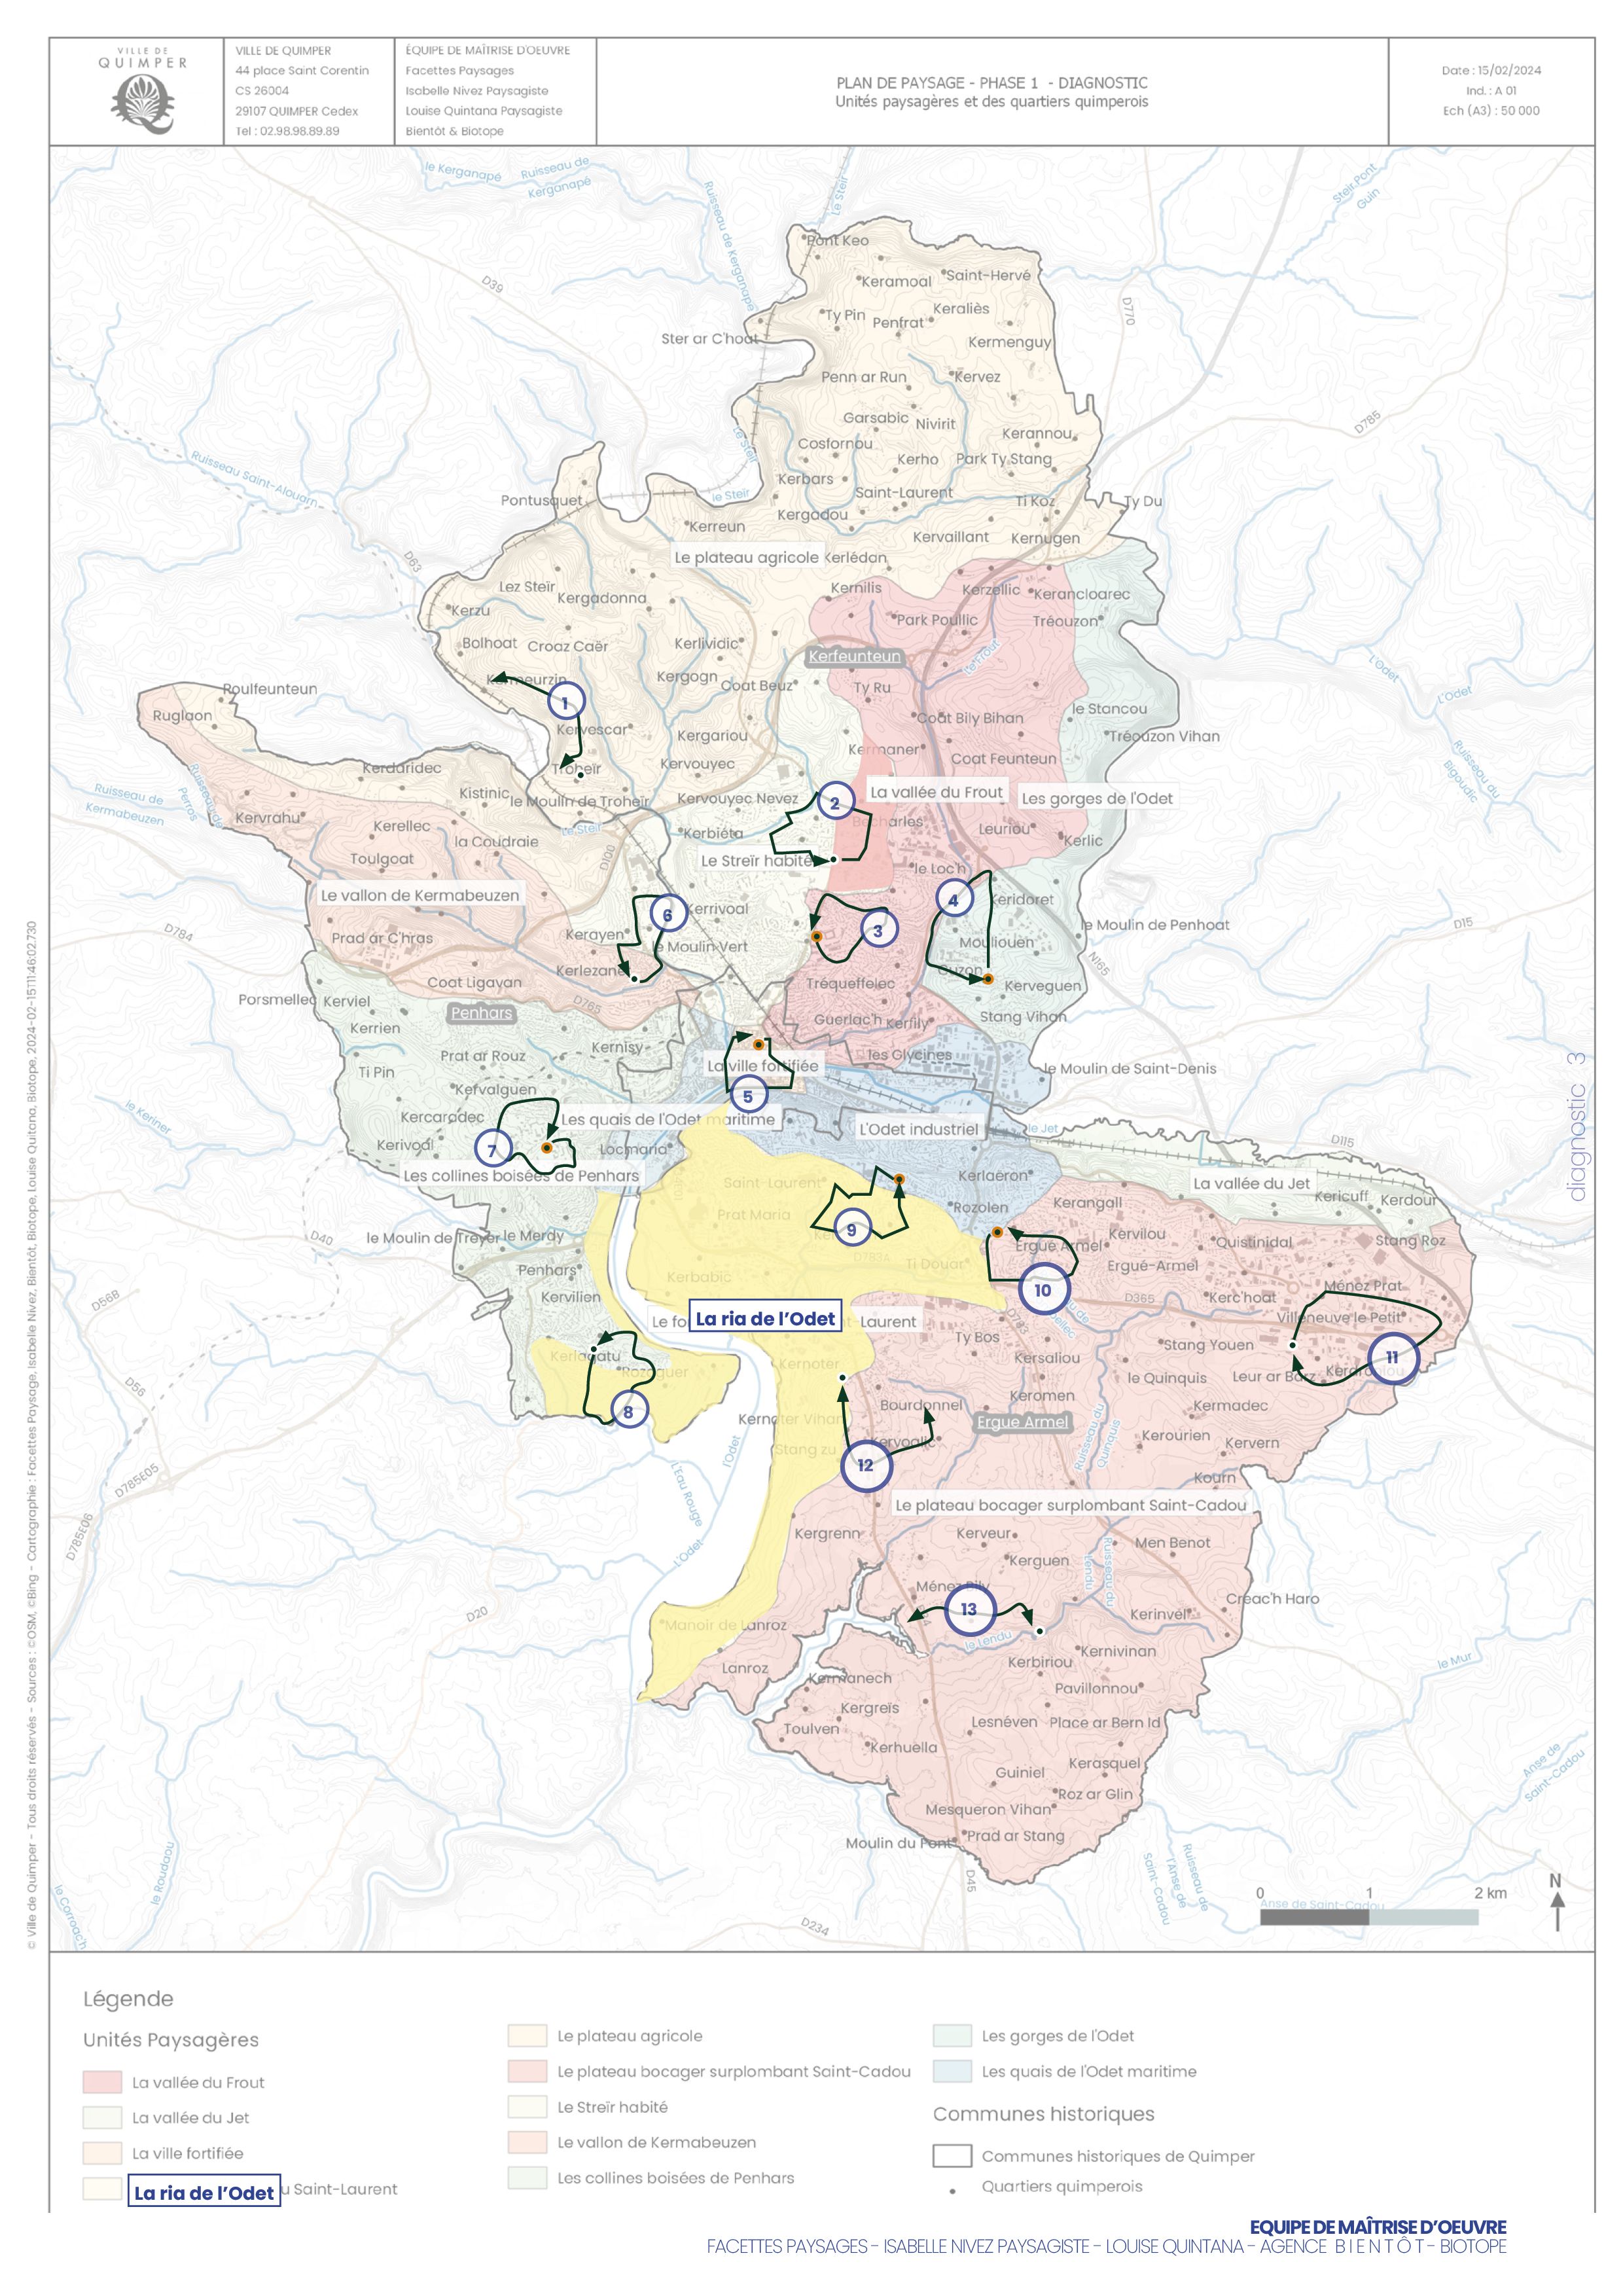 VILLE DE
QUIMPER
VILLE DE QUIMPER
44 place Saint Corentin
CS 26004
29107 QUIMPER Cedex
Tel : 02.98.98.89.89
ÉQUIPE DE MAÎTRISE D'OEUVRE
Facettes Paysages
Isabelle Nivez Paysagiste
Louise Quintana Paysagiste
Bientôt & Biotope
PLAN DE PAYSAGE - PHASE 1 - DIAGNOSTIC
Unités paysagères et des quartiers quimperois
Date : 15/02/2024
Ind. : A 01
Ech (A3) : 50 000
le Kerganapé
Ruisseau de
Kerganapé
Ruisseau de Kerganapé
Le Steir
Steir Pont
Guin
Pont Keo
Keramoal
Saint-Hervé
D39
D770
Ty Pin
Penfrat
Keraliès
Ster ar C'hoat
Kermenguy
Penn ar Run
Kervez
Garsabic
Nivirit
D785
Cosfornou
Kerannou
Le Steir
Kerho
Park Ty Stang
Ruisseau Saint-Alouarn
Kerbars
le Steir
Saint-Laurent
Pontusquet
Ti Koz
Ty Du
Kergadou
Kerreun
Kervaillant
Kernugen
Le plateau agricole
Kerlédan
D63
Lez Steïr
Kergadonna
Kernilis
Kerzellic
Kerancloarec
Kerzu
Park Poullic
Tréouzon
Bolhoat
Croaz Caër
Kerlividic
Kerfeunteun
Le Frout
L'Odet
L'Odet
Kergogn
Coat Beuz
Ty Ru
Roulfeunteun
1
Ruglaon
Coat Bily Bihan
le Stancou
Kervescar
Kergariou
Tréouzon Vihan
Kermaner
Coat Feunteun
Kerdaridec
Troheïr
Kervouyec
Ruisseau du
Bigoudic
Ruisseau de
Kermabeuzen
Ruisseau de
Perros
Kistinic
le Moulin de Troheïr
Kervouyec Nevez
2
La vallée du Frout
Les gorges de l'Odet
Kervrahu
Kerellec
la Coudraie
Le Steir
Kerbiéta
Leuriou
Kerlic
Toulgoat
D100
Le Streïr habité
le Loc'h
Le vallon de Kermabeuzen
6
Kerrivoal
4
Keridoret
le Moulin de Penhoat
D15
D784
Prad ar C'hras
Kerayen
le Moulin Vert
3
Mouliouen
N165
Kerlezan
Cuzon
Coat Ligavan
Tréqueffelec
Kerveguen
Porsmellec
Kerviel
Penhars
D765
Kerrien
Guerlac'h
Kerfily
Stang Vihan
Prat ar Rouz
Kernisy
La ville fortifiée
les Glycines
le Moulin de Saint-Denis
Ti Pin
Kervalguen
5
le Keriner
Kercaradec
Les quais de l'Odet maritime
L'Odet industriel
le Jet
Kerivoal
7
Locmaria
D115
Les collines boisées de Penhars
Saint-Laurent
Kerlaëron
La vallée du Jet
Kericuff
Kerdour
Prat Maria
Rozolen
Kerangall
9
D40
le Moulin de Treyer
le Merdy
Ergué Armel
Kervilou
Quistinidal
Stang Roz
D783A
Penhars
Kerbabic
Ti Douar
10
Ergué-Armel
D568
Kervilien
D365
Kerc'hoat
Ménez Prat
Villeneuve le Petit
Le fo
La ria de l'Odet
t-Laurent
D783
Ty Bos
Stang Youen
11
Kerlagatu
Kernoter
Kersaliou
Rozaguer
Leur ar Barz
D56
le Quinquis
8
Keromen
Kernoter Vihan
Bourdonnel
Ergue Armel
Kermadec
Kerourien
Kervern
Stang zu
Kervoalic
12
Ruisseau du
Quinquis
L'Odet
L'Eau Rouge
D785E05
Kourn
Le plateau bocager surplombant Saint-Cadou
Kergrenn
Kerveur
Men Benot
D785E06
L'Odet
Kerguen
Lendu
Ruisseau du
Ménez Bily
13
Creac'h Haro
D20
Kerinvel
Manoir de Lanroz
le Lendu
Kernivinan
Kerbiriou
le Mur
Lanroz
Kermanech
Pavillonnou
Kergreïs
Toulven
Lesnéven
Place ar Bern Id
Kerhuella
Kerasquel
Anse de
Saint-Cadou
Guiniel
Roz ar Glin
Mesqueron Vihan
Moulin du Pont
Prad ar Stang
le Roudaou
le Corroac'h
D45
D234
Ruisseau de
l'Anse de
Saint-Cadou
Anse de Saint-Cadou
0
1
2 km
N
© Ville de Quimper - Tous droits réservés - Sources : ©OSM, ©Bing - Cartographie : Facettes Paysage, Isabelle Nivez, Bientôt, Biotope, Louise Quitana, Biotope, 2024-02-15T11:46:02.730
diagnostic 3
Légende
Unités Paysagères
La vallée du Frout
La vallée du Jet
La ville fortifiée
La ria de l'Odet
u Saint-Laurent
Le plateau agricole
Le plateau bocager surplombant Saint-Cadou
Le Streïr habité
Le vallon de Kermabeuzen
Les collines boisées de Penhars
Les gorges de l'Odet
Les quais de l'Odet maritime
Communes historiques
Communes historiques de Quimper
Quartiers quimperois
EQUIPE DE MAÎTRISE D'OEUVRE
FACETTES PAYSAGES - ISABELLE NIVEZ PAYSAGISTE - LOUISE QUINTANA - AGENCE BIENTÔT - BIOTOPE